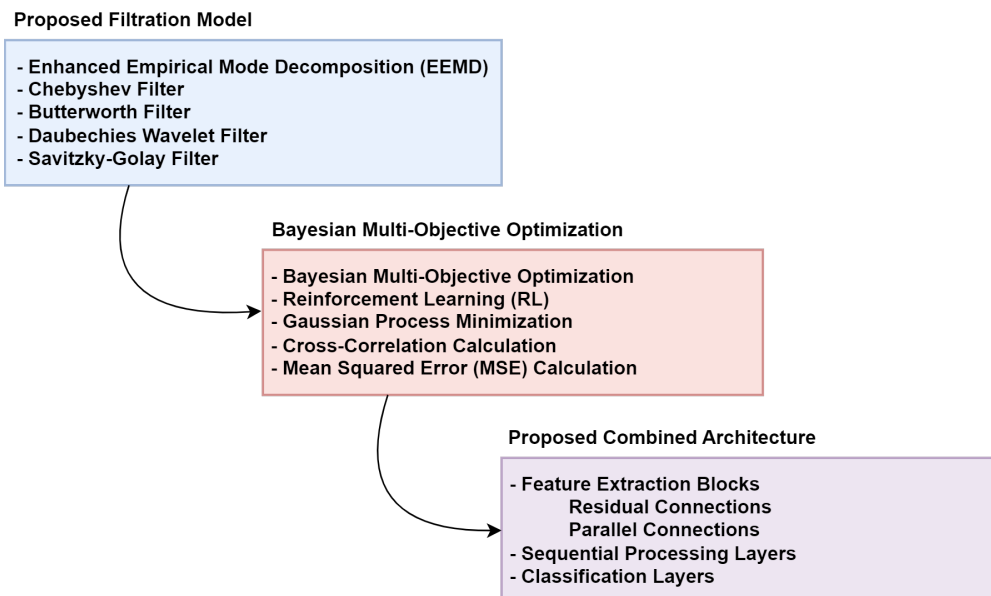 Proposed Filtration Model
- Enhanced Empirical Mode Decomposition (EEMD)
- Chebyshev Filter
- Butterworth Filter
- Daubechies Wavelet Filter
- Savitzky-Golay Filter
Bayesian Multi-Objective Optimization
- Bayesian Multi-Objective Optimization
- Reinforcement Learning (RL)
- Gaussian Process Minimization
- Cross-Correlation Calculation
- Mean Squared Error (MSE) Calculation
Proposed Combined Architecture
- Feature Extraction Blocks
Residual Connections
Parallel Connections
- Sequential Processing Layers
- Classification Layers